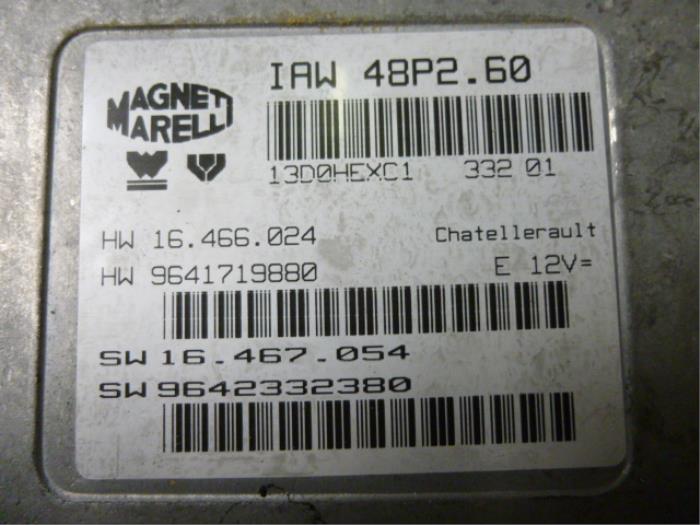 MAGNETI
MARELLI
IAW 48P2.60
13D0HEXC1 332 01
HW 16.466.024 Chatellerault
HW 9641719880 E 12V=
SW 16.467.054
SW 9642332380